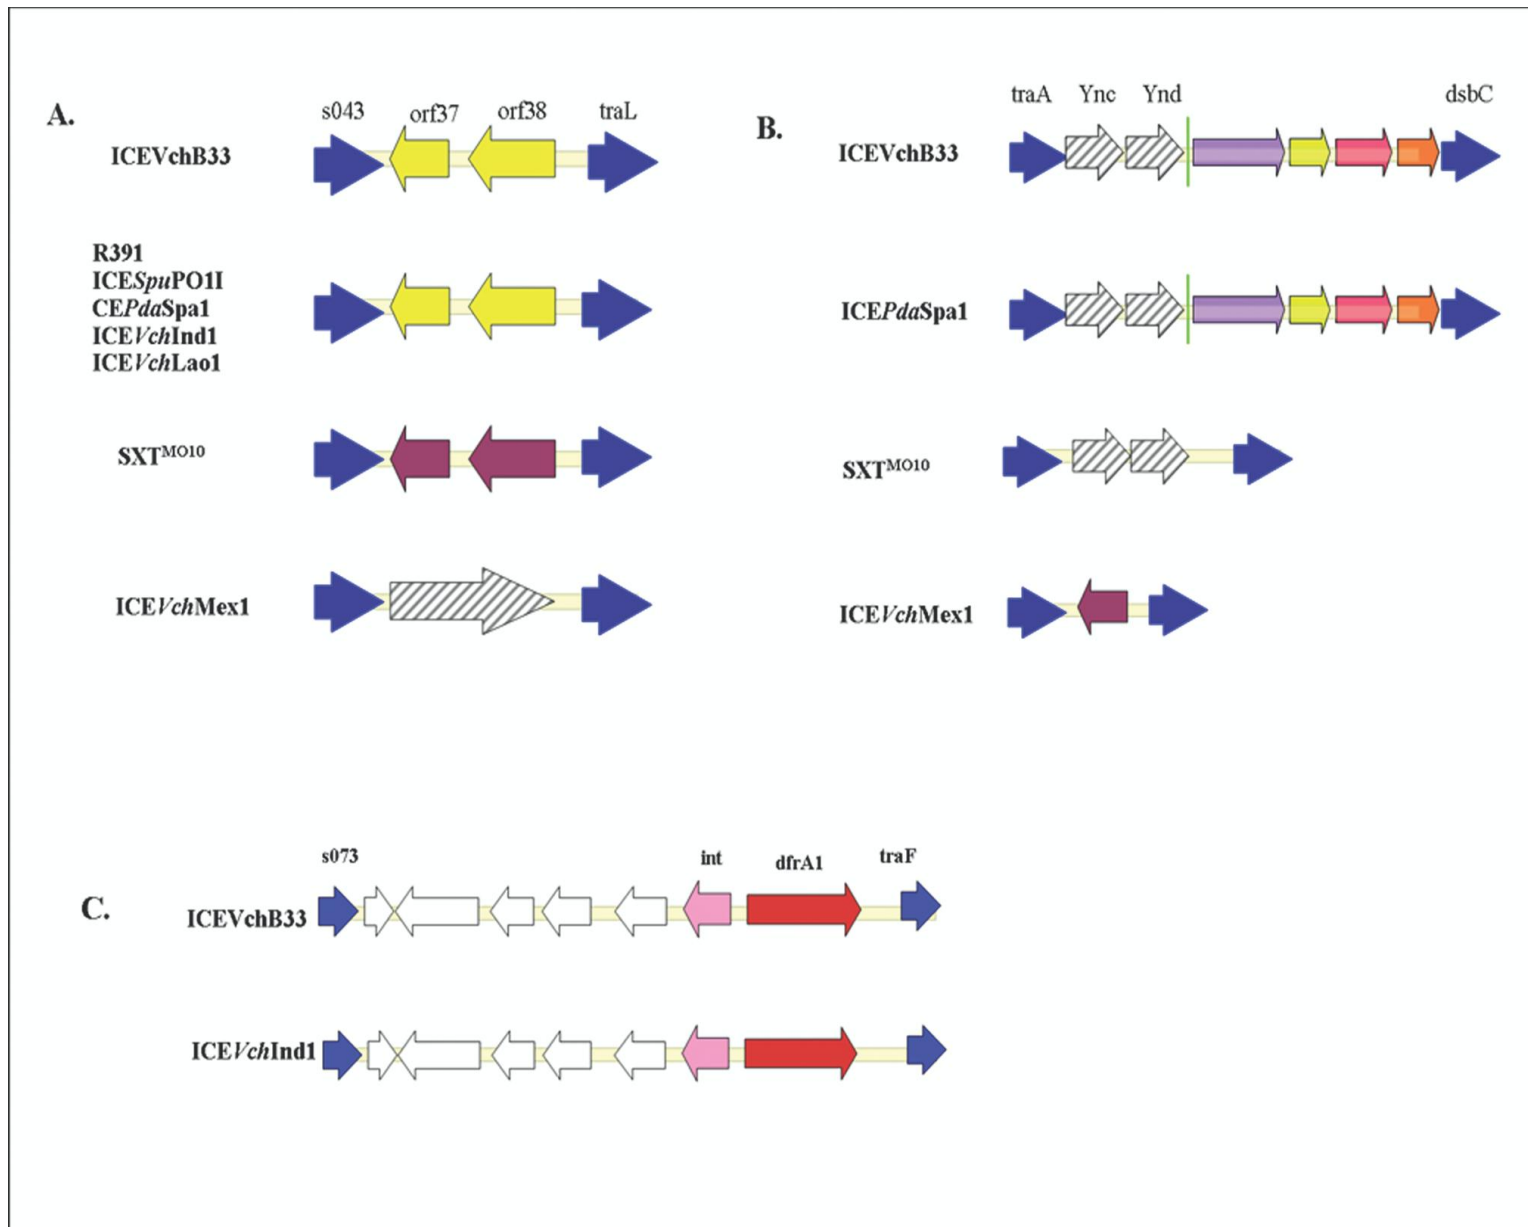 A.
s043 orf37 orf38 traL
ICEVchB33
R391
ICESpuPO1I
CEPdaSpa1
ICEVchInd1
ICEVchLao1
SXTMO10
ICEVchMex1
B.
traA Ync Ynd dsbC
ICEVchB33
ICEPdaSpa1
SXTMO10
ICEVchMex1
C.
s073 int dfrA1 traF
ICEVchB33
ICEVchInd1